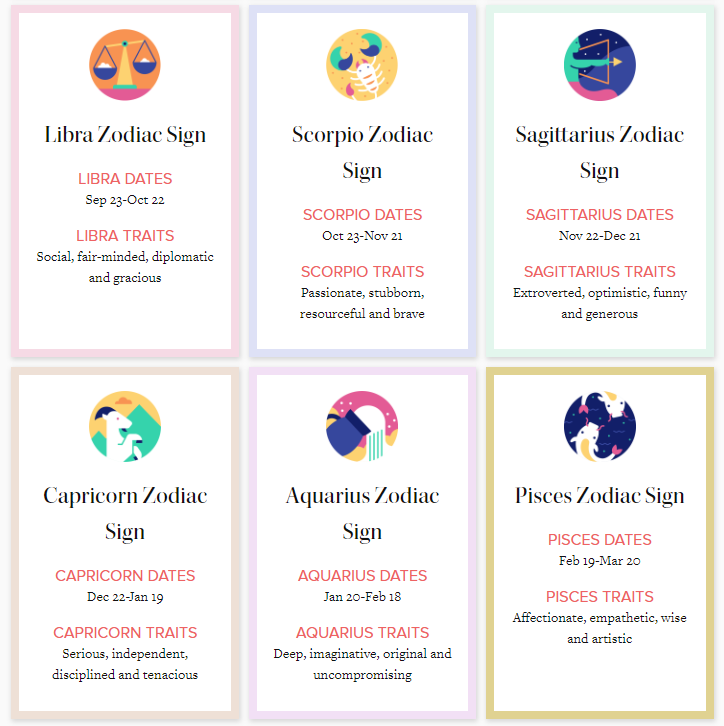 Libra Zodiac Sign
LIBRA DATES
Sep 23-Oct 22
LIBRA TRAITS
Social, fair-minded, diplomatic
and gracious
Scorpio Zodiac
Sign
SCORPIO DATES
Oct 23-Nov 21
SCORPIO TRAITS
Passionate, stubborn,
resourceful and brave
Sagittarius Zodiac
Sign
SAGITTARIUS DATES
Nov 22-Dec 21
SAGITTARIUS TRAITS
Extroverted, optimistic, funny
and generous
Capricorn Zodiac
Sign
CAPRICORN DATES
Dec 22-Jan 19
CAPRICORN TRAITS
Serious, independent,
disciplined and tenacious
Aquarius Zodiac
Sign
AQUARIUS DATES
Jan 20-Feb 18
AQUARIUS TRAITS
Deep, imaginative, original and
uncompromising
Pisces Zodiac Sign
PISCES DATES
Feb 19-Mar 20
PISCES TRAITS
Affectionate, empathetic, wise
and artistic